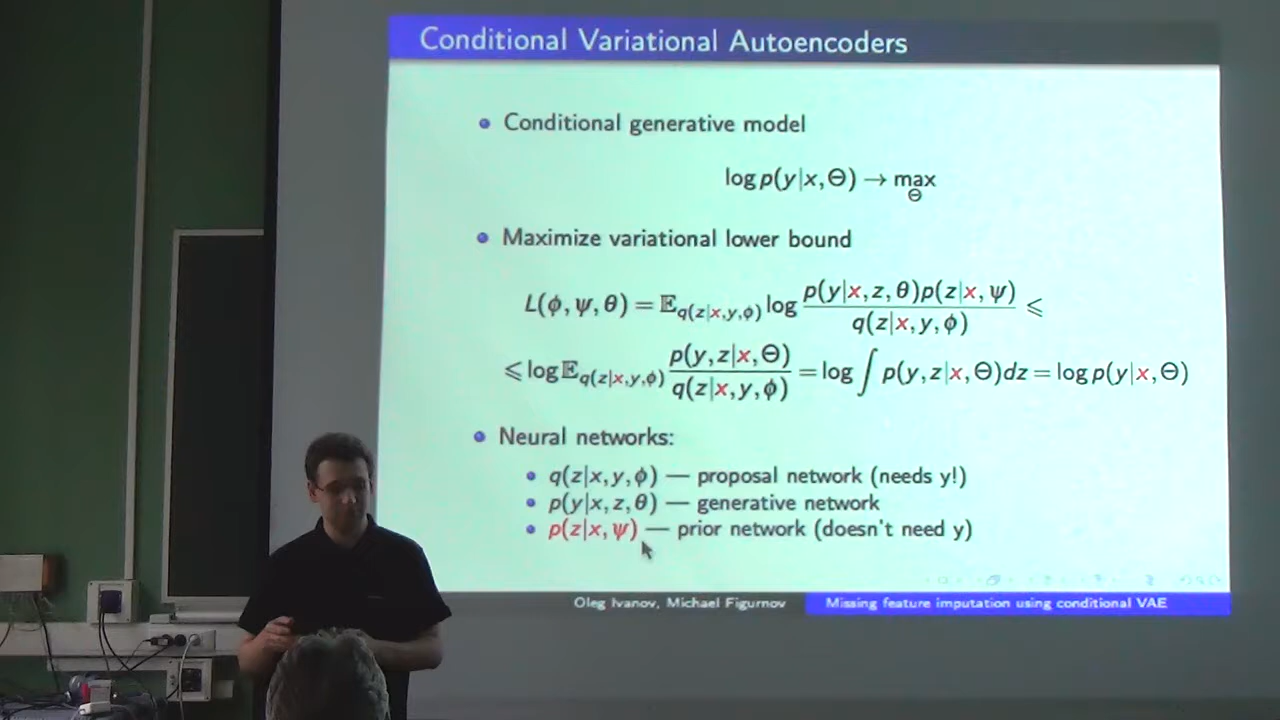 Conditional Variational Autoencoders
Conditional generative model
log p(y|x, Θ) → max
Θ
Maximize variational lower bound
L(ϕ, ψ, θ) = 𝔼_{q(z|x,y,ϕ)} log p(y|x, z, θ)p(z|x, ψ) / q(z|x, y, ϕ) ⩽
⩽ log 𝔼_{q(z|x,y,ϕ)} p(y, z|x, Θ) / q(z|x, y, ϕ) = log ∫ p(y, z|x, Θ)dz = log p(y|x, Θ)
Neural networks:
q(z|x, y, ϕ) — proposal network (needs y!)
p(y|x, z, θ) — generative network
p(z|x, ψ) — prior network (doesn't need y)
Oleg Ivanov, Michael Figurnov Missing feature imputation using conditional VAE